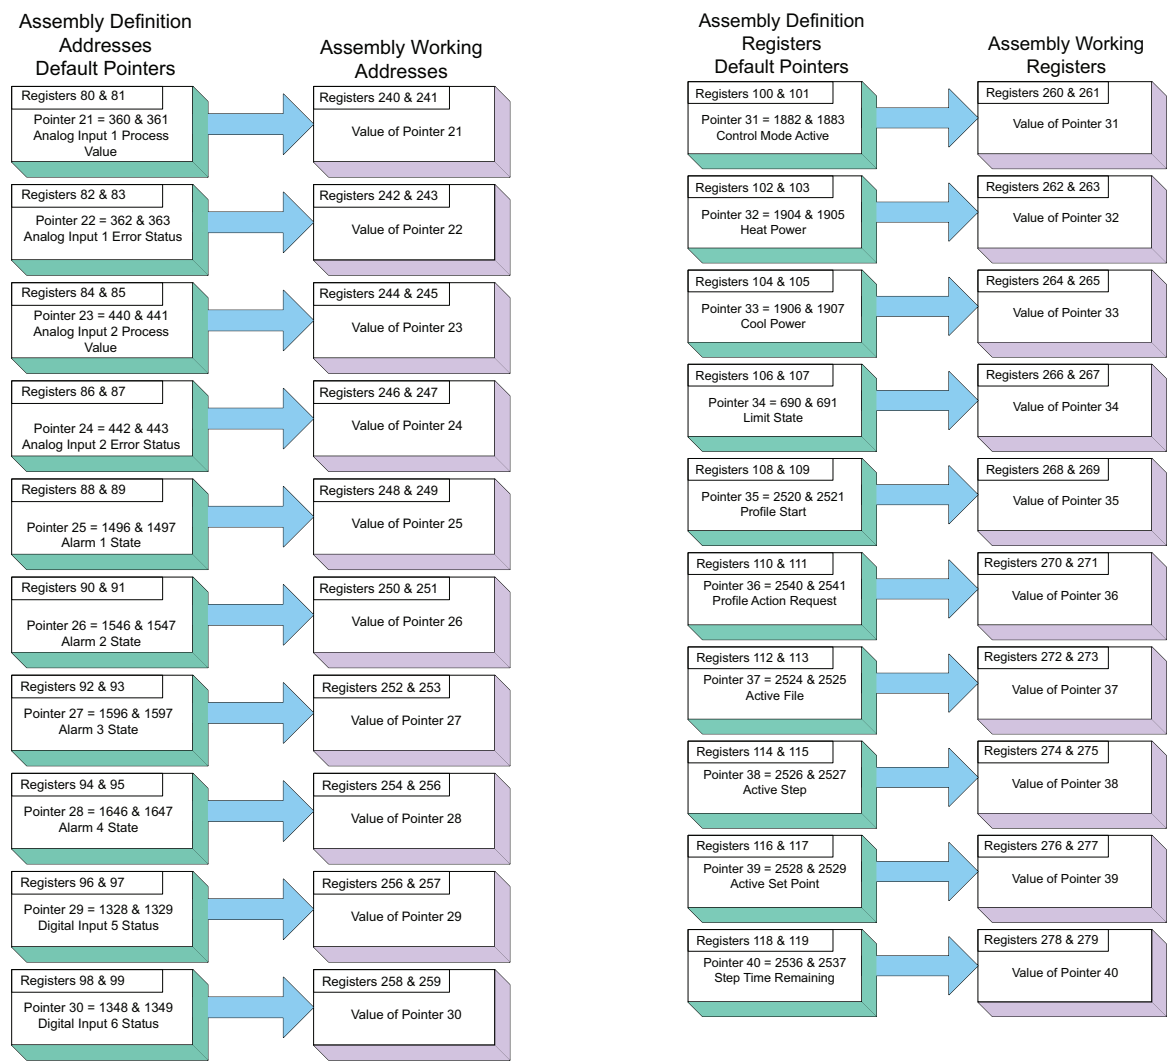 Assembly Definition
Addresses
Default Pointers
Assembly Working
Addresses
Registers 80 & 81
Pointer 21 = 360 & 361
Analog Input 1 Process
Value
Registers 240 & 241
Value of Pointer 21
Registers 82 & 83
Pointer 22 = 362 & 363
Analog Input 1 Error Status
Registers 242 & 243
Value of Pointer 22
Registers 84 & 85
Pointer 23 = 440 & 441
Analog Input 2 Process
Value
Registers 244 & 245
Value of Pointer 23
Registers 86 & 87
Pointer 24 = 442 & 443
Analog Input 2 Error Status
Registers 246 & 247
Value of Pointer 24
Registers 88 & 89
Pointer 25 = 1496 & 1497
Alarm 1 State
Registers 248 & 249
Value of Pointer 25
Registers 90 & 91
Pointer 26 = 1546 & 1547
Alarm 2 State
Registers 250 & 251
Value of Pointer 26
Registers 92 & 93
Pointer 27 = 1596 & 1597
Alarm 3 State
Registers 252 & 253
Value of Pointer 27
Registers 94 & 95
Pointer 28 = 1646 & 1647
Alarm 4 State
Registers 254 & 256
Value of Pointer 28
Registers 96 & 97
Pointer 29 = 1328 & 1329
Digital Input 5 Status
Registers 256 & 257
Value of Pointer 29
Registers 98 & 99
Pointer 30 = 1348 & 1349
Digital Input 6 Status
Registers 258 & 259
Value of Pointer 30
Assembly Definition
Registers
Default Pointers
Assembly Working
Registers
Registers 100 & 101
Pointer 31 = 1882 & 1883
Control Mode Active
Registers 260 & 261
Value of Pointer 31
Registers 102 & 103
Pointer 32 = 1904 & 1905
Heat Power
Registers 262 & 263
Value of Pointer 32
Registers 104 & 105
Pointer 33 = 1906 & 1907
Cool Power
Registers 264 & 265
Value of Pointer 33
Registers 106 & 107
Pointer 34 = 690 & 691
Limit State
Registers 266 & 267
Value of Pointer 34
Registers 108 & 109
Pointer 35 = 2520 & 2521
Profile Start
Registers 268 & 269
Value of Pointer 35
Registers 110 & 111
Pointer 36 = 2540 & 2541
Profile Action Request
Registers 270 & 271
Value of Pointer 36
Registers 112 & 113
Pointer 37 = 2524 & 2525
Active File
Registers 272 & 273
Value of Pointer 37
Registers 114 & 115
Pointer 38 = 2526 & 2527
Active Step
Registers 274 & 275
Value of Pointer 38
Registers 116 & 117
Pointer 39 = 2528 & 2529
Active Set Point
Registers 276 & 277
Value of Pointer 39
Registers 118 & 119
Pointer 40 = 2536 & 2537
Step Time Remaining
Registers 278 & 279
Value of Pointer 40